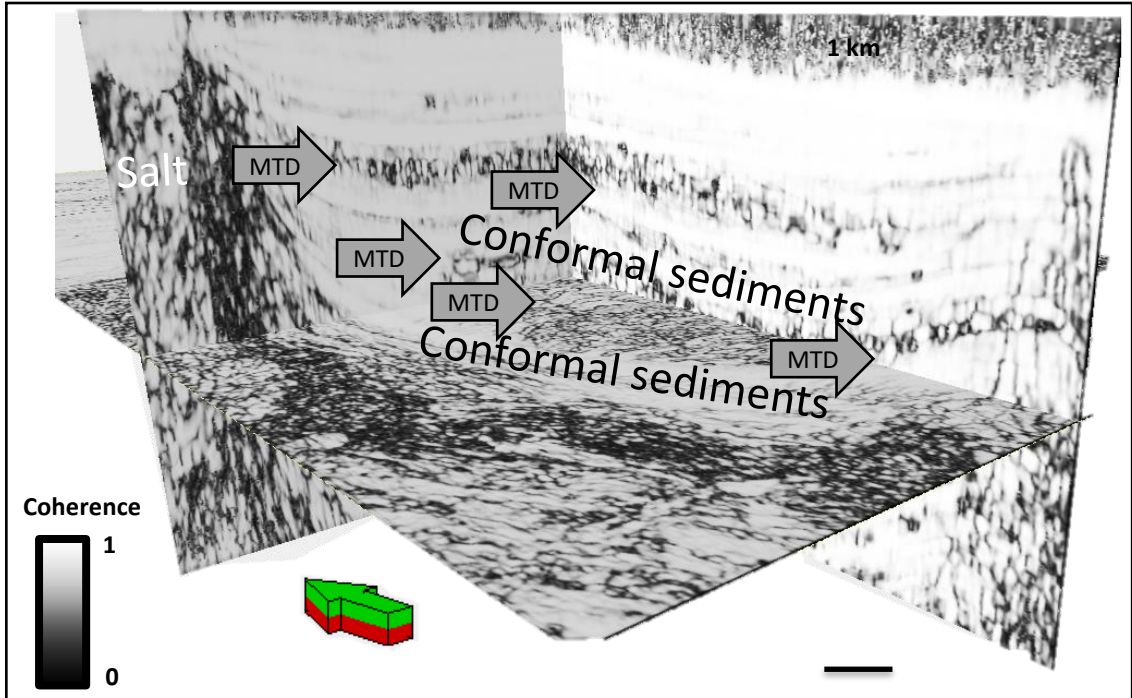 1 km
Salt
MTD
MTD
MTD
MTD
MTD
Conformal sediments
Conformal sediments
Coherence
1
0